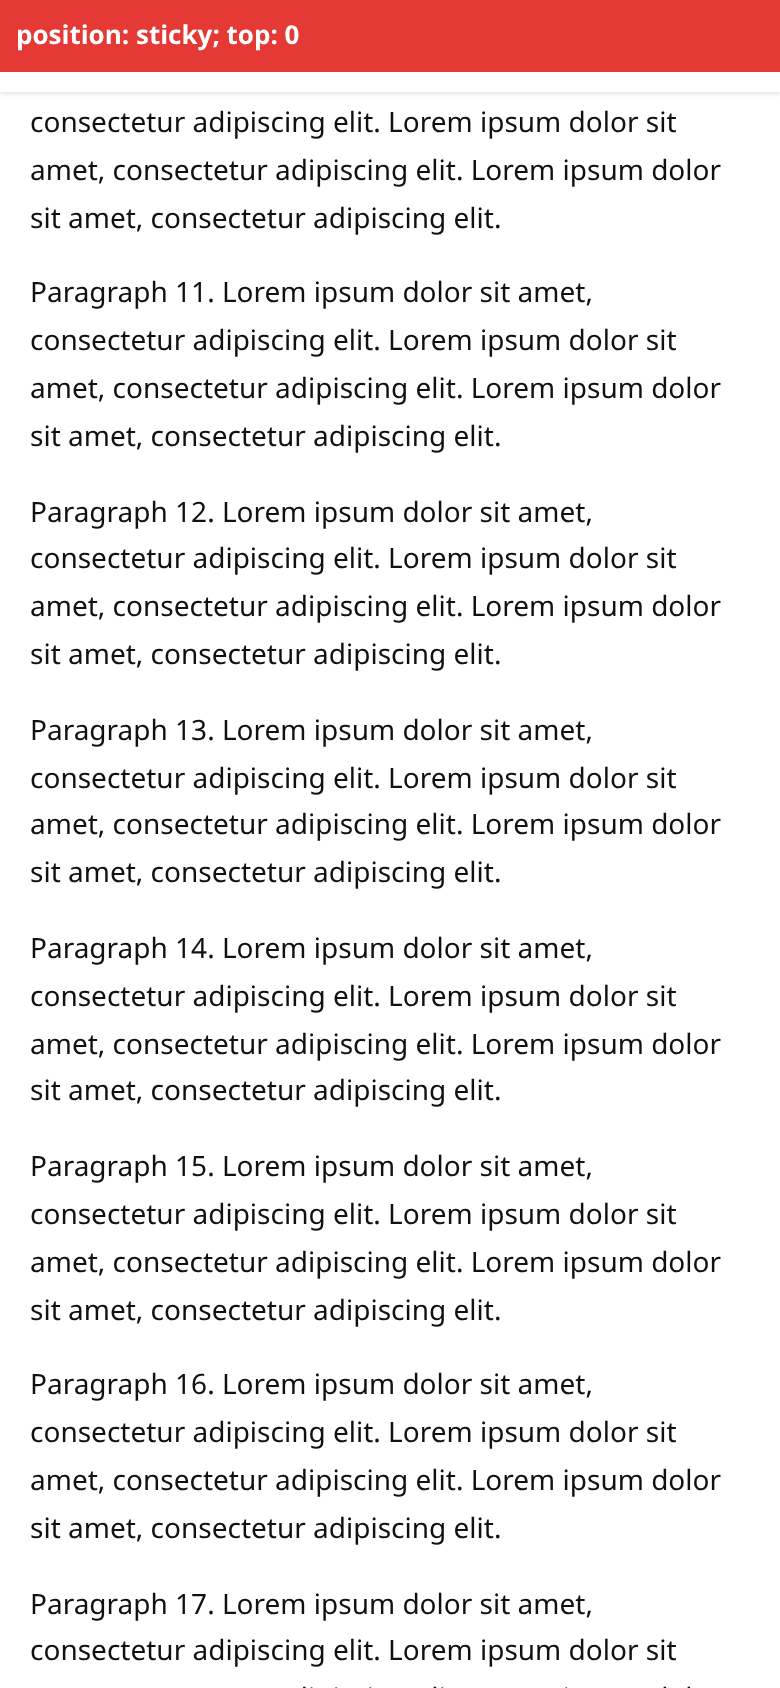 position: sticky; top: 0
consectetur adipiscing elit. Lorem ipsum dolor sit
amet, consectetur adipiscing elit. Lorem ipsum dolor
sit amet, consectetur adipiscing elit.
Paragraph 11. Lorem ipsum dolor sit amet,
consectetur adipiscing elit. Lorem ipsum dolor sit
amet, consectetur adipiscing elit. Lorem ipsum dolor
sit amet, consectetur adipiscing elit.
Paragraph 12. Lorem ipsum dolor sit amet,
consectetur adipiscing elit. Lorem ipsum dolor sit
amet, consectetur adipiscing elit. Lorem ipsum dolor
sit amet, consectetur adipiscing elit.
Paragraph 13. Lorem ipsum dolor sit amet,
consectetur adipiscing elit. Lorem ipsum dolor sit
amet, consectetur adipiscing elit. Lorem ipsum dolor
sit amet, consectetur adipiscing elit.
Paragraph 14. Lorem ipsum dolor sit amet,
consectetur adipiscing elit. Lorem ipsum dolor sit
amet, consectetur adipiscing elit. Lorem ipsum dolor
sit amet, consectetur adipiscing elit.
Paragraph 15. Lorem ipsum dolor sit amet,
consectetur adipiscing elit. Lorem ipsum dolor sit
amet, consectetur adipiscing elit. Lorem ipsum dolor
sit amet, consectetur adipiscing elit.
Paragraph 16. Lorem ipsum dolor sit amet,
consectetur adipiscing elit. Lorem ipsum dolor sit
amet, consectetur adipiscing elit. Lorem ipsum dolor
sit amet, consectetur adipiscing elit.
Paragraph 17. Lorem ipsum dolor sit amet,
consectetur adipiscing elit. Lorem ipsum dolor sit